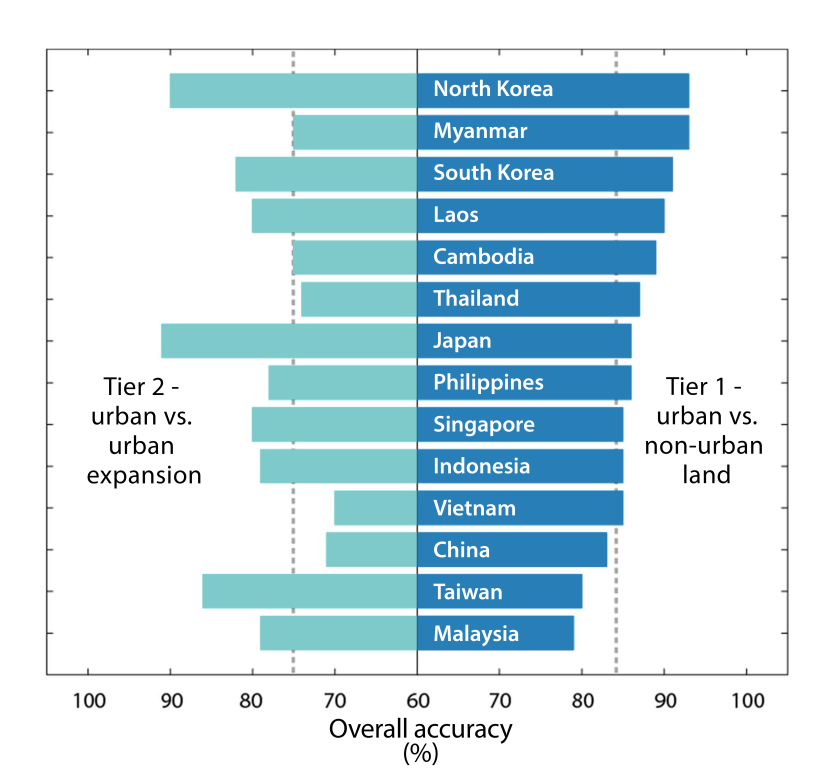 North Korea
Myanmar
South Korea
Laos
Cambodia
Thailand
Japan
Philippines
Singapore
Indonesia
Vietnam
China
Taiwan
Malaysia
Tier 2 -
urban vs.
urban
expansion
Tier 1 -
urban vs.
non-urban
land
100 90 80 70 60 70 80 90 100
Overall accuracy
(%)